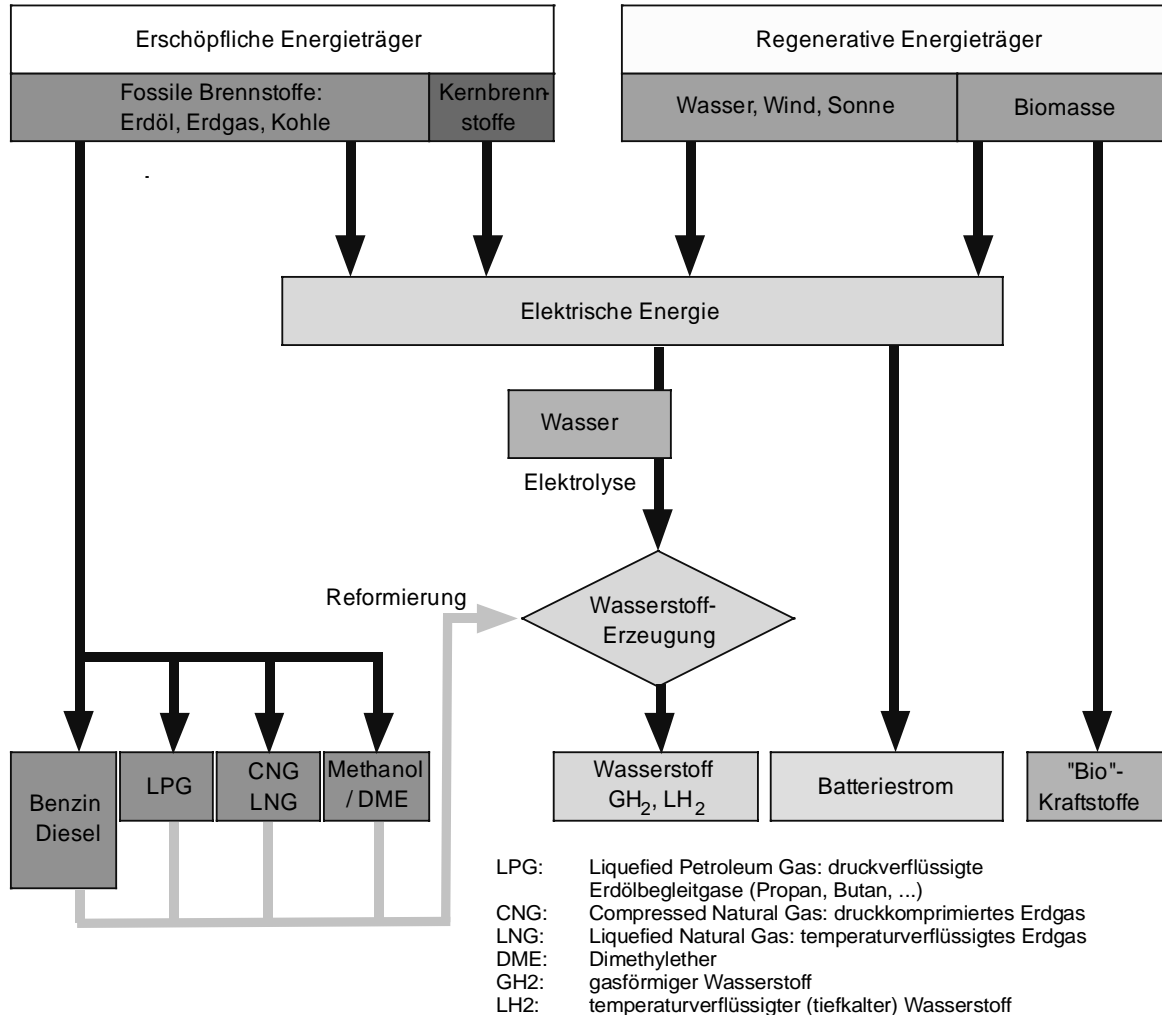 Erschöpfliche Energieträger
Regenerative Energieträger
Fossile Brennstoffe:
Erdöl, Erdgas, Kohle
Kernbrenn-
stoffe
Wasser, Wind, Sonne
Biomasse
Elektrische Energie
Wasser
Elektrolyse
Reformierung
Wasserstoff-
Erzeugung
Benzin
Diesel
LPG
CNG
LNG
Methanol
/ DME
Wasserstoff
GH2, LH2
Batteriestrom
"Bio"-
Kraftstoffe
LPG: Liquefied Petroleum Gas: druckverflüssigte
Erdölbegleitgase (Propan, Butan, ...)
CNG: Compressed Natural Gas: druckkomprimiertes Erdgas
LNG: Liquefied Natural Gas: temperaturverflüssigtes Erdgas
DME: Dimethylether
GH2: gasförmiger Wasserstoff
LH2: temperaturverflüssigter (tiefkalter) Wasserstoff